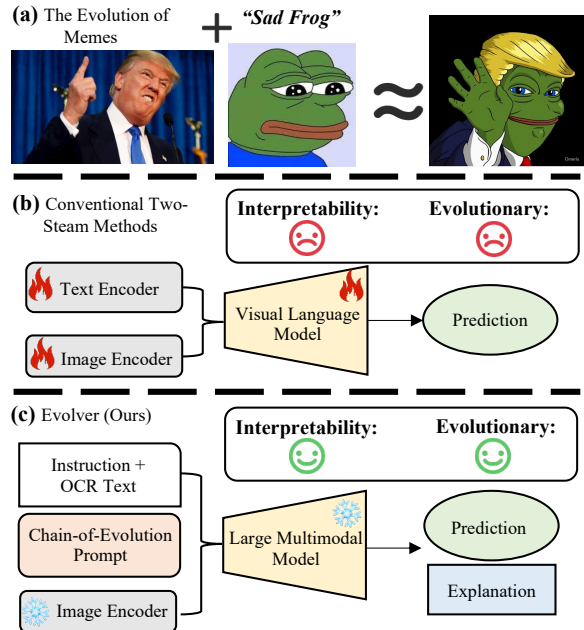 (a) The Evolution of
Memes
+
“Sad Frog”
≈
Omeris
(b) Conventional Two-
Steam Methods
Interpretability:
Evolutionary:
Text Encoder
Image Encoder
Visual Language
Model
Prediction
(c) Evolver (Ours)
Interpretability:
Evolutionary:
Instruction +
OCR Text
Chain-of-Evolution
Prompt
Image Encoder
Large Multimodal
Model
Prediction
Explanation